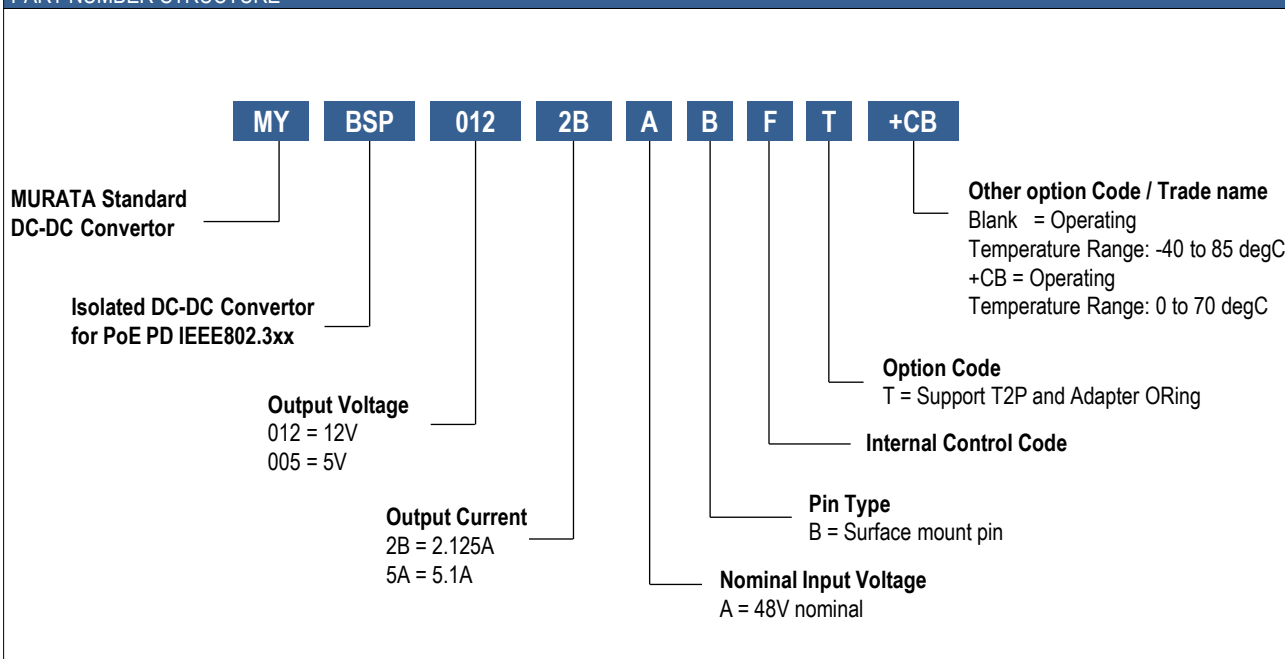 PART NUMBER STRUCTURE
MY BSP 012 2B A B F T +CB
MURATA Standard
DC-DC Convertor
Isolated DC-DC Convertor
for PoE PD IEEE802.3xx
Output Voltage
012 = 12V
005 = 5V
Output Current
2B = 2.125A
5A = 5.1A
Other option Code / Trade name
Blank = Operating
Temperature Range: -40 to 85 degC
+CB = Operating
Temperature Range: 0 to 70 degC
Option Code
T = Support T2P and Adapter ORing
Internal Control Code
Pin Type
B = Surface mount pin
Nominal Input Voltage
A = 48V nominal